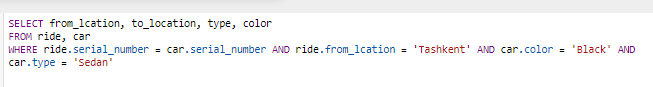 SELECT from_lcation, to_location, type, color
FROM ride, car
WHERE ride.serial_number = car.serial_number AND ride.from_lcation = 'Tashkent' AND car.color = 'Black' AND
car.type = 'Sedan'